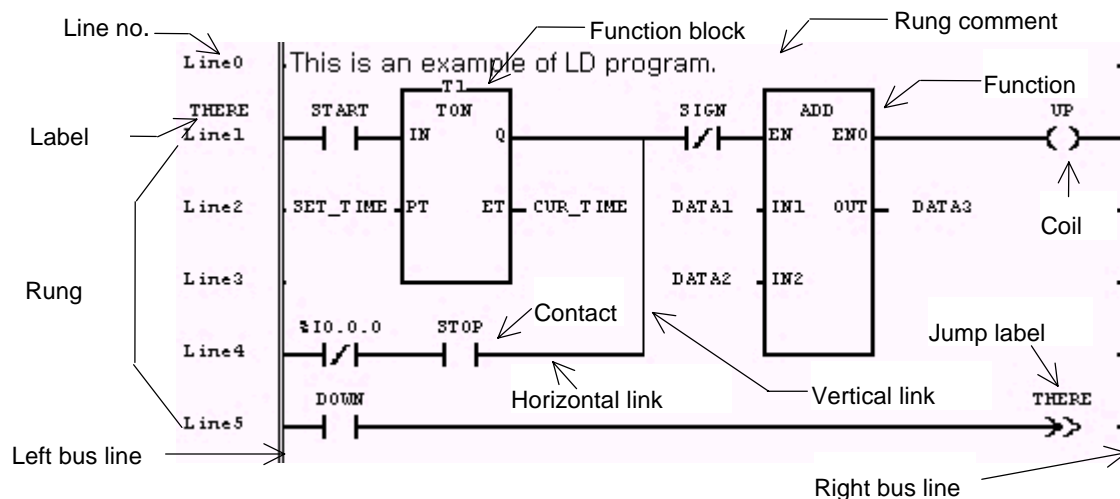 Line no.
Function block
Rung comment
Line0
This is an example of LD program.
T1
Function
THERE
START
TON
SIGN
ADD
UP
Label
Line1
IN
Q
EN
ENO
Line2
SET_TIME
PT
ET
CUR_TIME
DATA1
IN1
OUT
DATA3
Coil
Rung
Line3
DATA2
IN2
Contact
%I0.0.0
STOP
Jump label
Line4
Horizontal link
Vertical link
DOWN
THERE
Line5
Left bus line
Right bus line